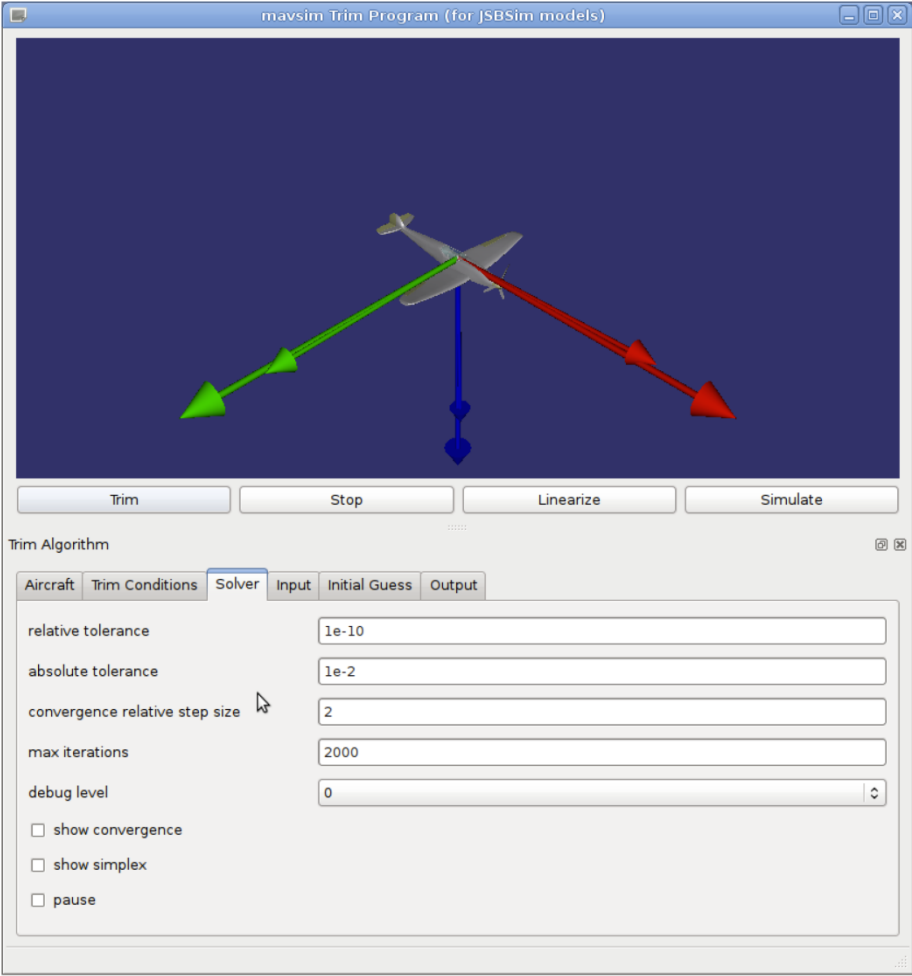 mavsim Trim Program (for JSBSim models)
Trim Stop Linearize Simulate
Trim Algorithm
Aircraft Trim Conditions Solver Input Initial Guess Output
relative tolerance 1e-10
absolute tolerance 1e-2
convergence relative step size 2
max iterations 2000
debug level 0
show convergence
show simplex
pause